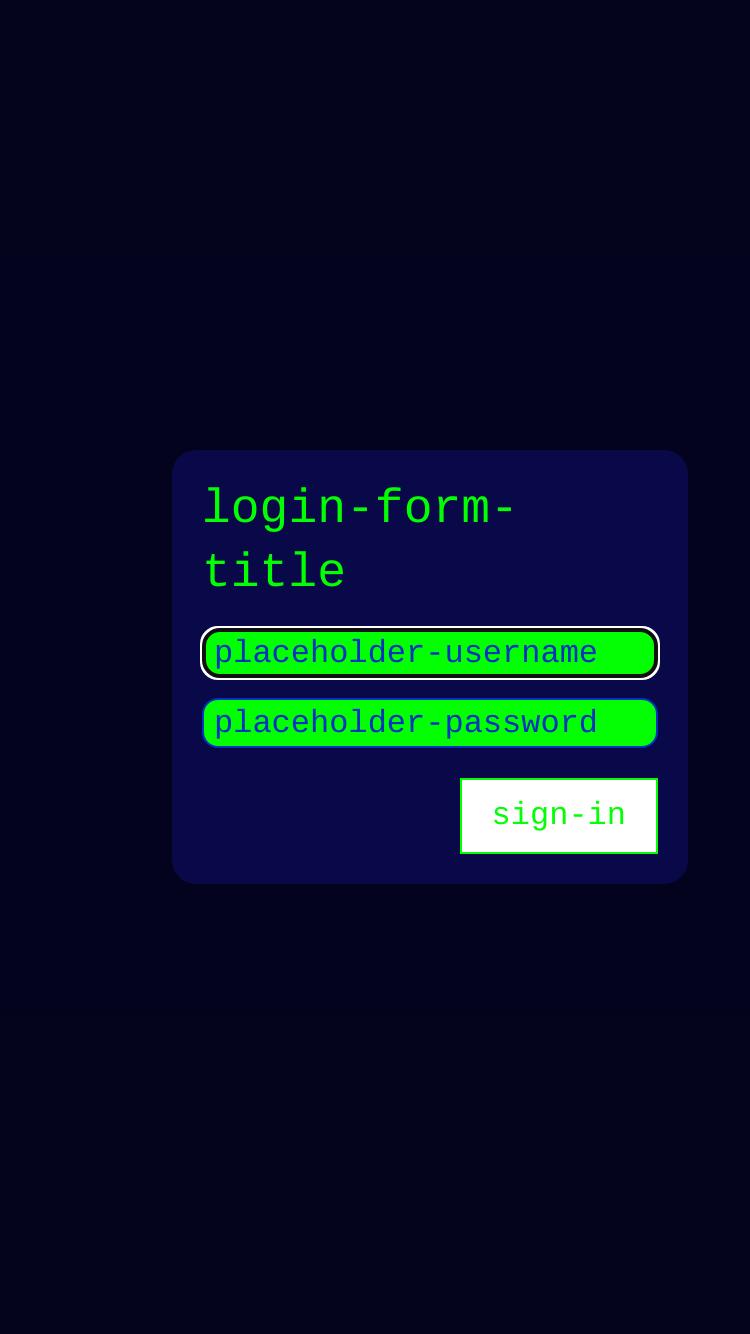 login-form-
title
placeholder-username
placeholder-password
sign-in